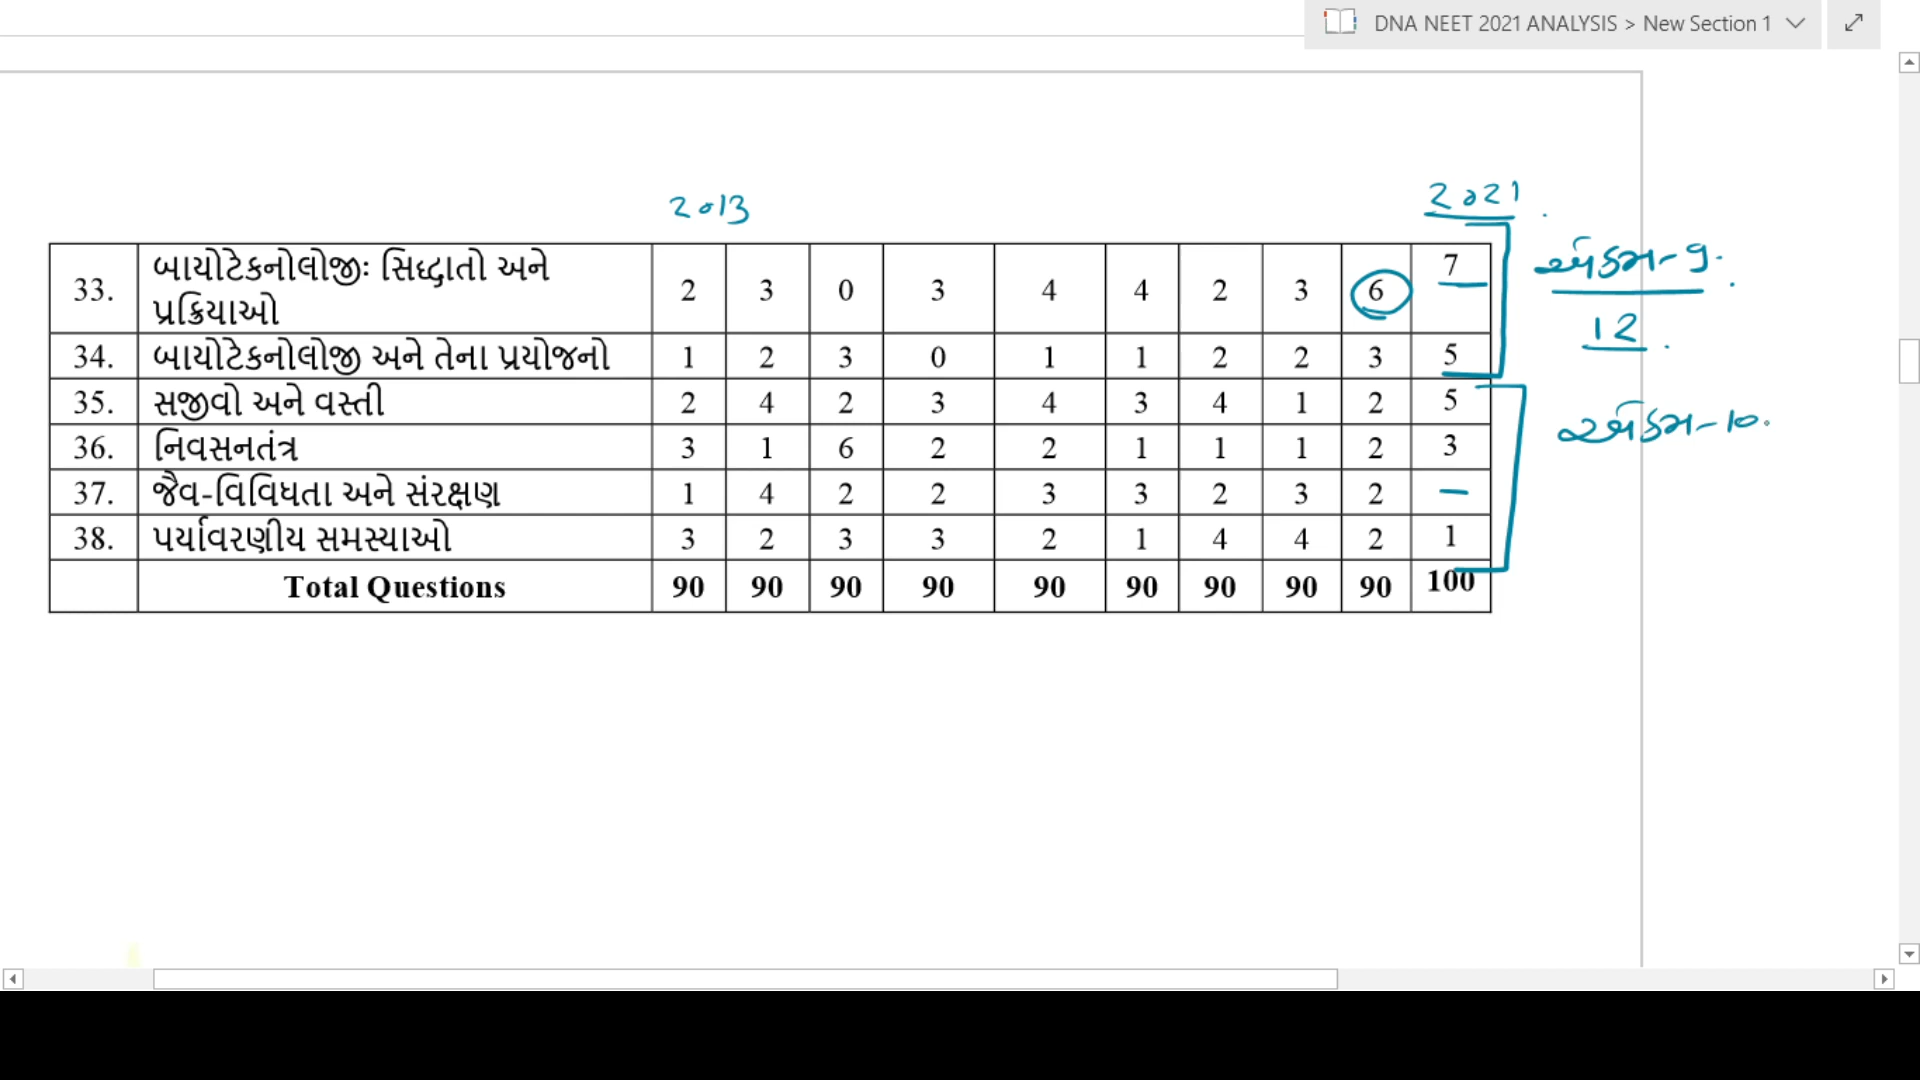 DNA NEET 2021 ANALYSIS > New Section 1
2013 2021
33. બાયોટેકનોલોજીઃ સિદ્ધાતો અને પ્રક્રિયાઓ 2 3 0 3 4 4 2 3 6 7
એકમ-9.
12.
34. બાયોટેકનોલોજી અને તેના પ્રયોજનો 1 2 3 0 1 1 2 2 3 5
35. સજીવો અને વસ્તી 2 4 2 3 4 3 4 1 2 5
એકમ-10.
36. નિવસનતંત્ર 3 1 6 2 2 1 1 1 2 3
37. જૈવ-વિવિધતા અને સંરક્ષણ 1 4 2 2 3 3 2 3 2 –
38. પર્યાવરણીય સમસ્યાઓ 3 2 3 3 2 1 4 4 2 1
Total Questions 90 90 90 90 90 90 90 90 90 100